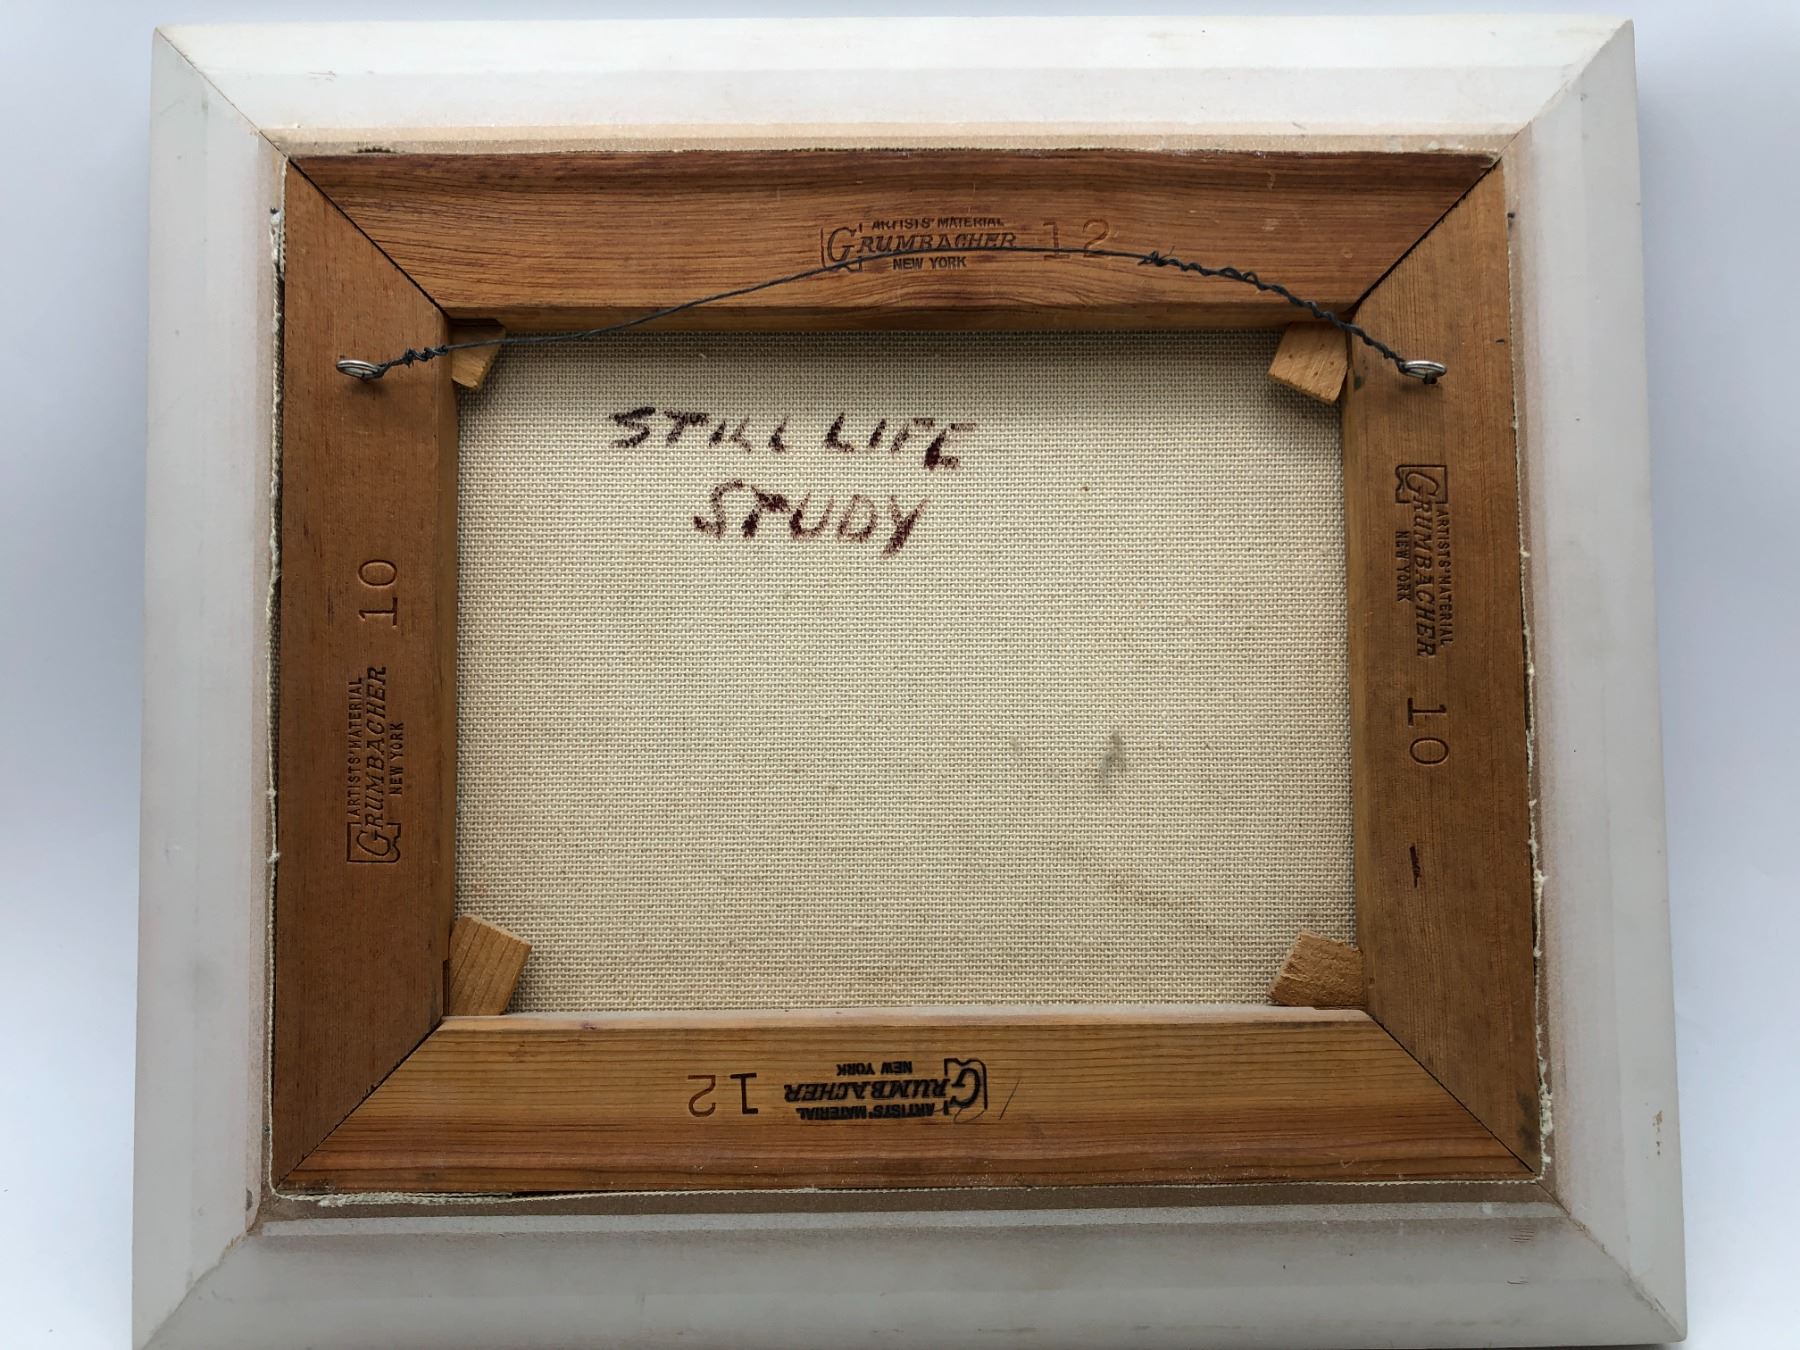 ARTISTS' MATERIAL
GRUMBACHER 12
NEW YORK
STILL LIFE
STUDY
ARTISTS' MATERIAL
GRUMBACHER 10
NEW YORK
ARTISTS' MATERIAL
GRUMBACHER 10
NEW YORK
ARTISTS' MATERIAL
GRUMBACHER 12
NEW YORK